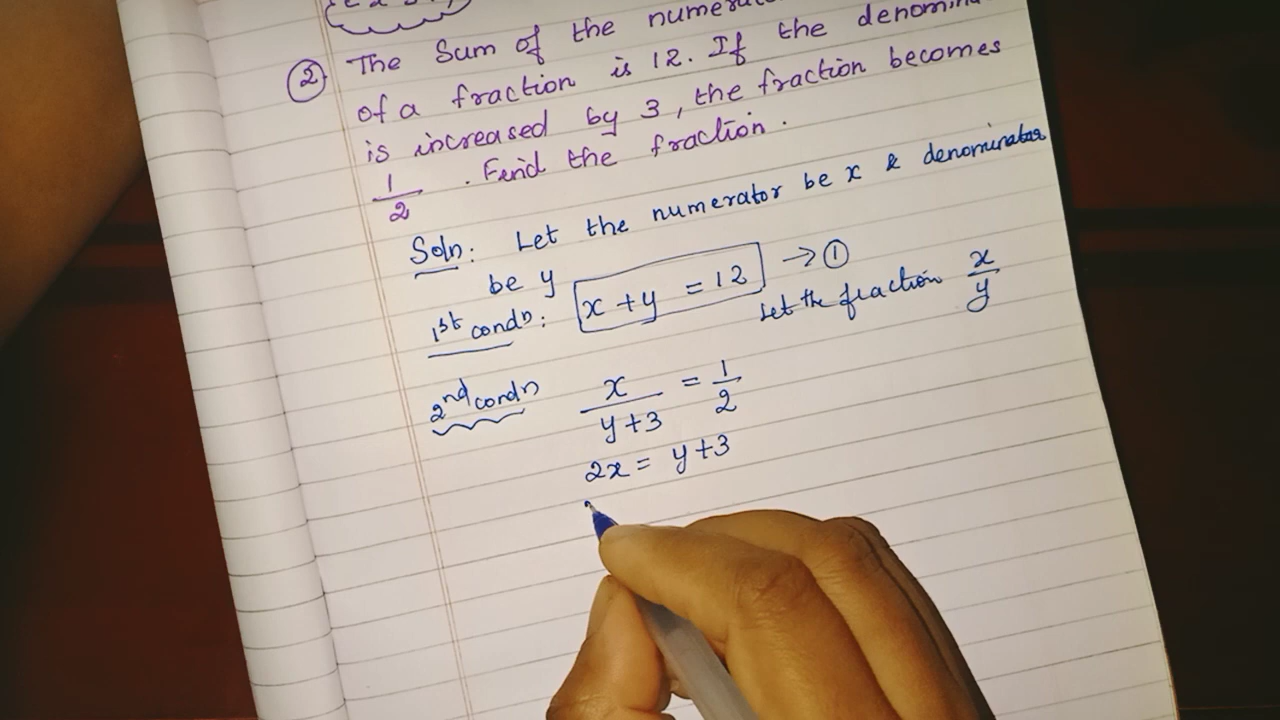 ② The Sum of the
of a fraction is 12. If the
is increased by 3, the fraction becomes
1/2 . Find the fraction.
Soln: Let the numerator be x & denominator
be y
1st condn: x + y = 12 → ①
Let the fraction x/y
2nd condn x/(y+3) = 1/2
2x = y+3